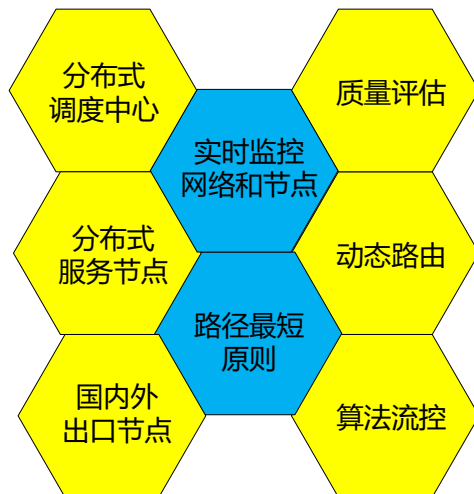 分布式
调度中心
质量评估
实时监控
网络和节点
分布式
服务节点
动态路由
路径最短
原则
国内外
出口节点
算法流控